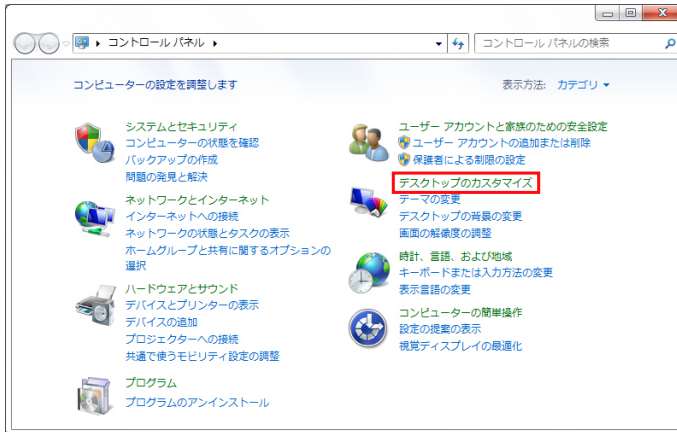 コントロール パネル
コントロール パネルの検索
コンピューターの設定を調整します
表示方法: カテゴリ
システムとセキュリティ
コンピューターの状態を確認
バックアップの作成
問題の発見と解決
ネットワークとインターネット
インターネットへの接続
ネットワークの状態とタスクの表示
ホームグループと共有に関するオプションの
選択
ハードウェアとサウンド
デバイスとプリンターの表示
デバイスの追加
プロジェクターへの接続
共通で使うモビリティ設定の調整
プログラム
プログラムのアンインストール
ユーザー アカウントと家族のための安全設定
ユーザー アカウントの追加または削除
保護者による制限の設定
デスクトップのカスタマイズ
テーマの変更
デスクトップの背景の変更
画面の解像度の調整
時計、言語、および地域
キーボードまたは入力方法の変更
表示言語の変更
コンピューターの簡単操作
設定の提案の表示
視覚ディスプレイの最適化